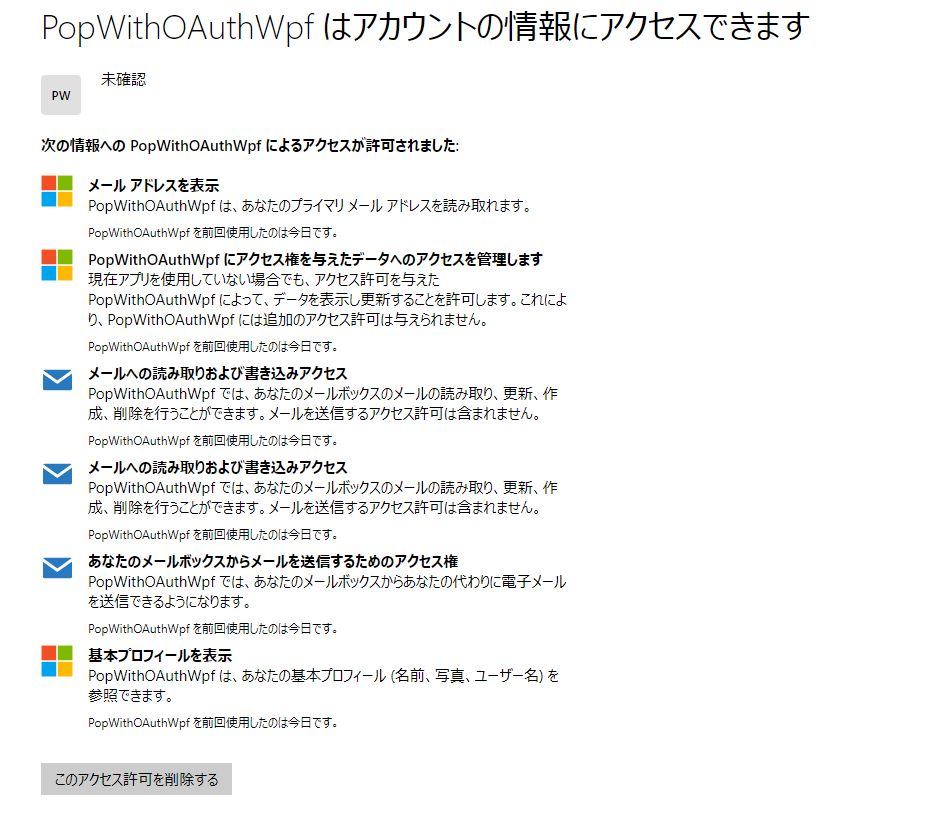 PopWithOAuthWpf はアカウントの情報にアクセスできます
PW
未確認
次の情報への PopWithOAuthWpf によるアクセスが許可されました:
メール アドレスを表示
PopWithOAuthWpf は、あなたのプライマリ メール アドレスを読み取れます。
PopWithOAuthWpf を前回使用したのは今日です。
PopWithOAuthWpf にアクセス権を与えたデータへのアクセスを管理します
現在アプリを使用していない場合でも、アクセス許可を与えた
PopWithOAuthWpf によって、データを表示し更新することを許可します。これによ
り、PopWithOAuthWpf には追加のアクセス許可は与えられません。
PopWithOAuthWpf を前回使用したのは今日です。
メールへの読み取りおよび書き込みアクセス
PopWithOAuthWpf では、あなたのメールボックスのメールの読み取り、更新、作
成、削除を行うことができます。メールを送信するアクセス許可は含まれません。
PopWithOAuthWpf を前回使用したのは今日です。
メールへの読み取りおよび書き込みアクセス
PopWithOAuthWpf では、あなたのメールボックスのメールの読み取り、更新、作
成、削除を行うことができます。メールを送信するアクセス許可は含まれません。
PopWithOAuthWpf を前回使用したのは今日です。
あなたのメールボックスからメールを送信するためのアクセス権
PopWithOAuthWpf では、あなたのメールボックスからあなたの代わりに電子メール
を送信できるようになります。
PopWithOAuthWpf を前回使用したのは今日です。
基本プロフィールを表示
PopWithOAuthWpf は、あなたの基本プロフィール (名前、写真、ユーザー名) を
参照できます。
PopWithOAuthWpf を前回使用したのは今日です。
このアクセス許可を削除する